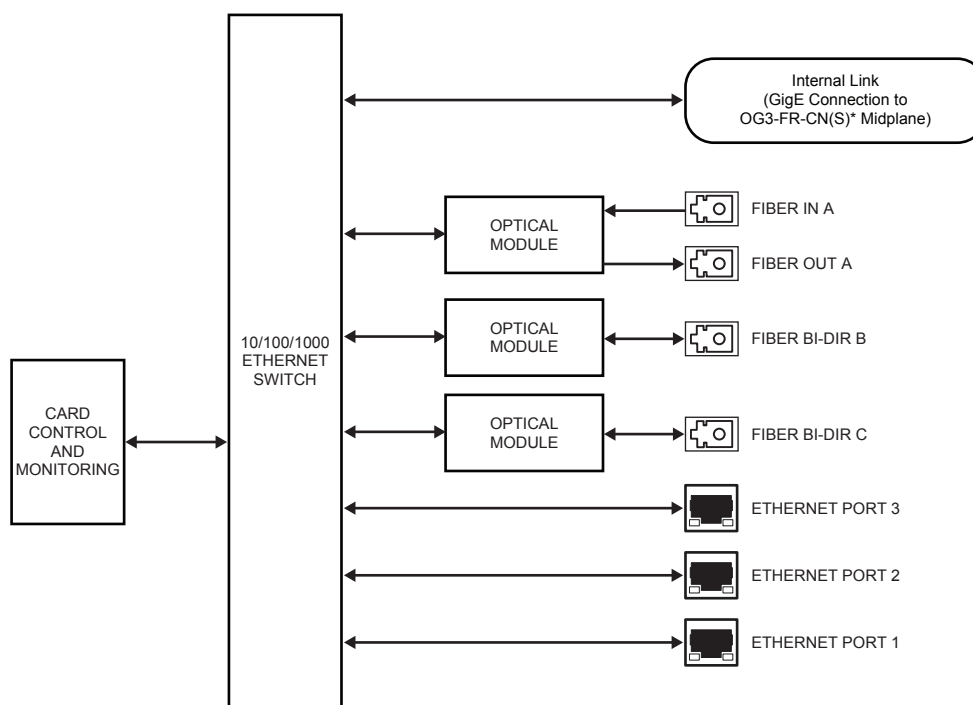 Internal Link
(GigE Connection to
OG3-FR-CN(S)* Midplane)
OPTICAL
MODULE
FIBER IN A
FIBER OUT A
10/100/1000
ETHERNET
SWITCH
OPTICAL
MODULE
FIBER BI-DIR B
CARD
CONTROL
AND
MONITORING
OPTICAL
MODULE
FIBER BI-DIR C
ETHERNET PORT 3
ETHERNET PORT 2
ETHERNET PORT 1